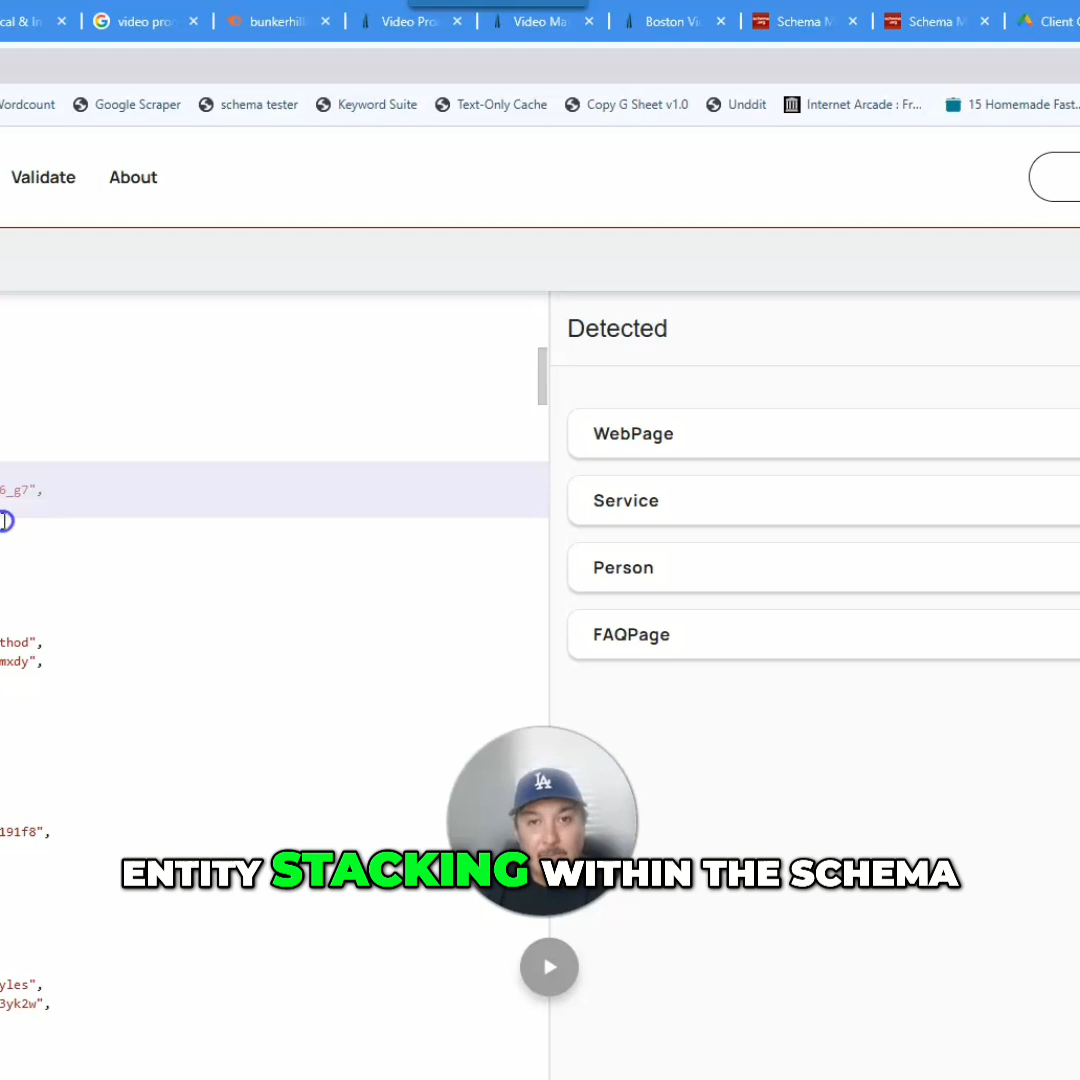 cal & In
video pro
bunkerhill
Video Pro
Video Ma
Boston Vi
Schema M
Schema M
Client
Wordcount
Google Scraper
schema tester
Keyword Suite
Text-Only Cache
Copy G Sheet v1.0
Unddit
Internet Arcade : Fr...
15 Homemade Fast...
Validate
About
Detected
WebPage
6_g7",
Service
Person
FAQPage
thod",
mxdy",
LA
191f8",
ENTITY STACKING WITHIN THE SCHEMA
yles",
3yk2w",